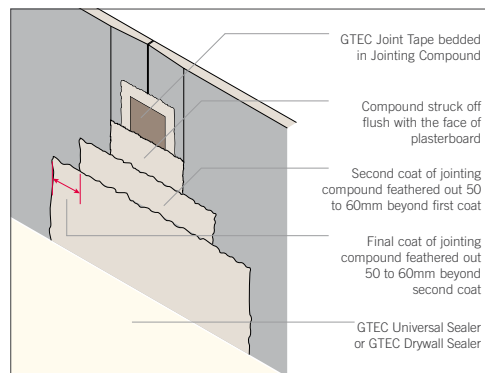 GTEC Joint Tape bedded
in Jointing Compound
Compound struck off
flush with the face of
plasterboard
Second coat of jointing
compound feathered out 50
to 60mm beyond first coat
Final coat of jointing
compound feathered out
50 to 60mm beyond
second coat
GTEC Universal Sealer
or GTEC Drywall Sealer